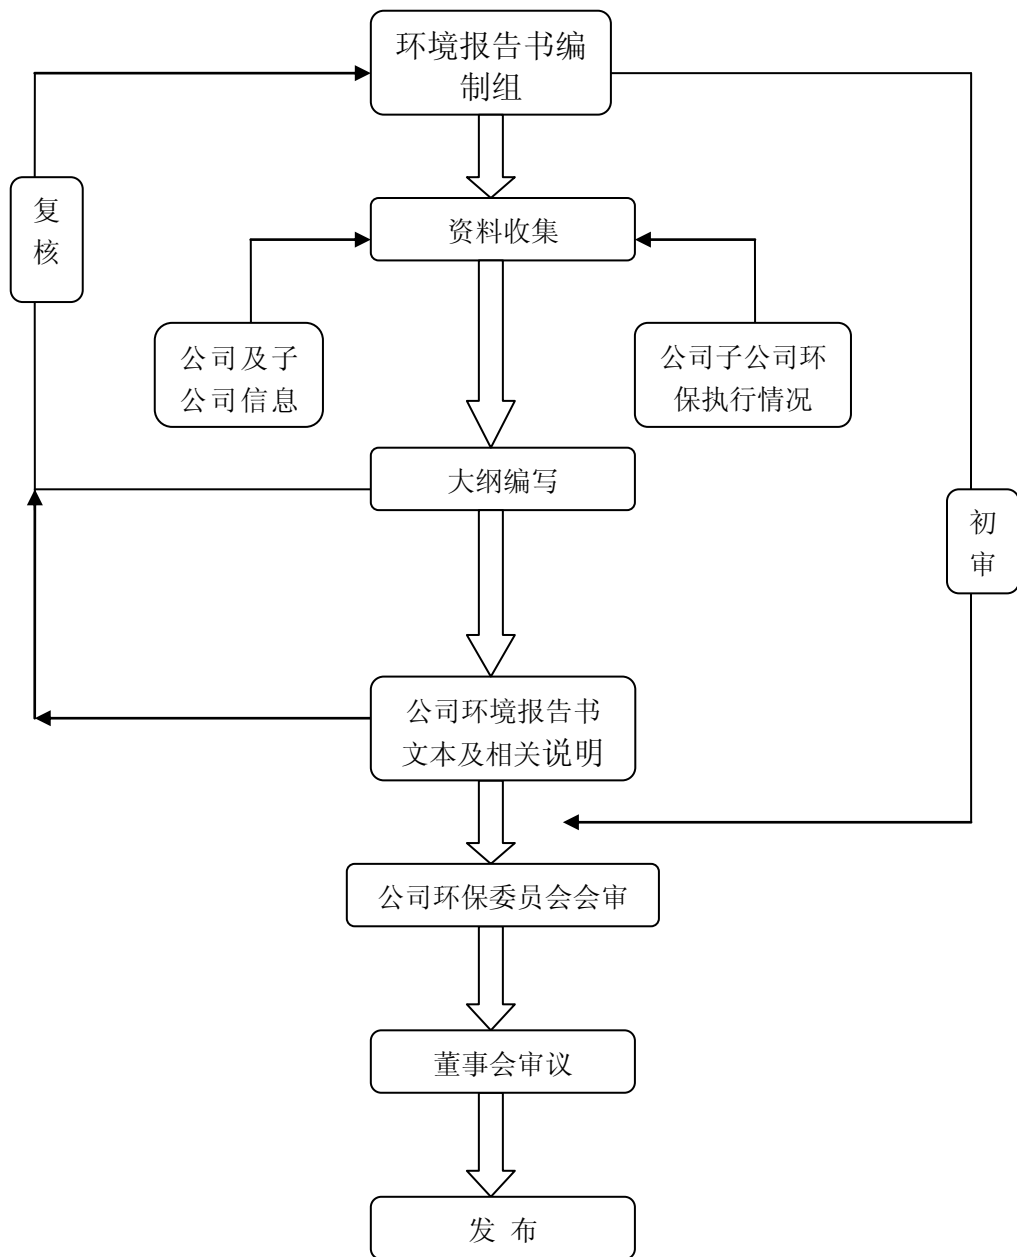 环境报告书编
制组
复
核
资料收集
公司及子
公司信息
公司子公司环
保执行情况
大纲编写
初
审
公司环境报告书
文本及相关说明
公司环保委员会会审
董事会审议
发 布